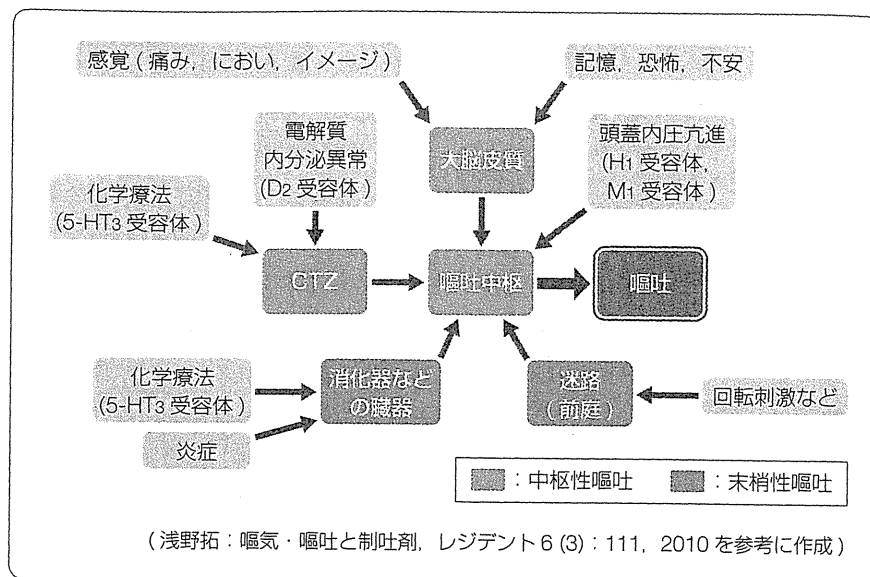 感覚(痛み，におい，イメージ)
記憶，恐怖，不安
電解質
内分泌異常
(D2 受容体)
大脳皮質
頭蓋内圧亢進
(H1 受容体，
M1 受容体)
化学療法
(5-HT3 受容体)
CTZ
嘔吐中枢
嘔吐
化学療法
(5-HT3 受容体)
炎症
消化器など
の臓器
迷路
(前庭)
回転刺激など
：中枢性嘔吐
：末梢性嘔吐
(浅野拓：嘔気・嘔吐と制吐剤，レジデント 6 (3)：111，2010 を参考に作成)